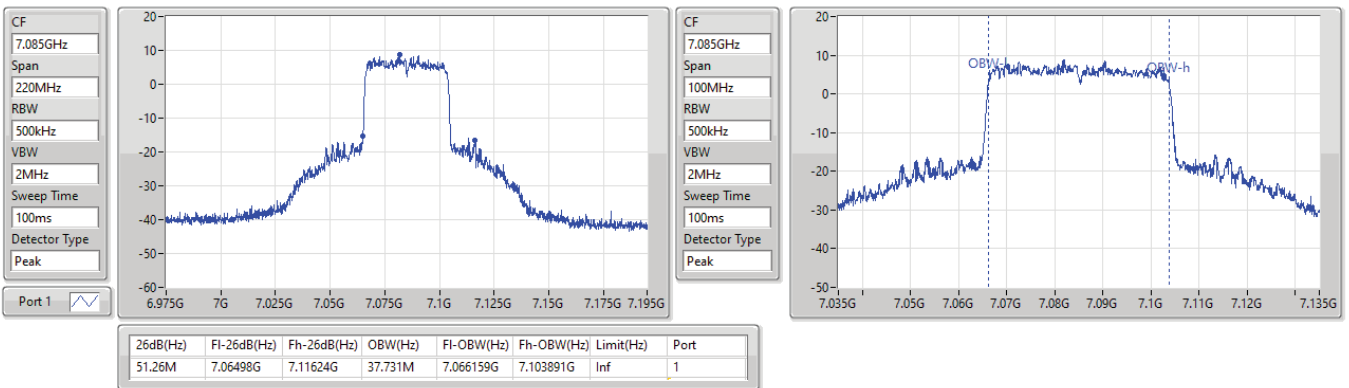 CF
7.085GHz
Span
220MHz
RBW
500kHz
VBW
2MHz
Sweep Time
100ms
Detector Type
Peak
Port 1
20
10
0
-10
-20
-30
-40
-50
-60
6.975G 7G 7.025G 7.05G 7.075G 7.1G 7.125G 7.15G 7.175G 7.195G
CF
7.085GHz
Span
100MHz
RBW
500kHz
VBW
2MHz
Sweep Time
100ms
Detector Type
Peak
20
10
0
-10
-20
-30
-40
-50
OBW-l OBW-h
7.035G 7.05G 7.06G 7.07G 7.08G 7.09G 7.1G 7.11G 7.12G 7.135G
26dB(Hz) Fl-26dB(Hz) Fh-26dB(Hz) OBW(Hz) Fl-OBW(Hz) Fh-OBW(Hz) Limit(Hz) Port
51.26M 7.06498G 7.11624G 37.731M 7.066159G 7.103891G Inf 1